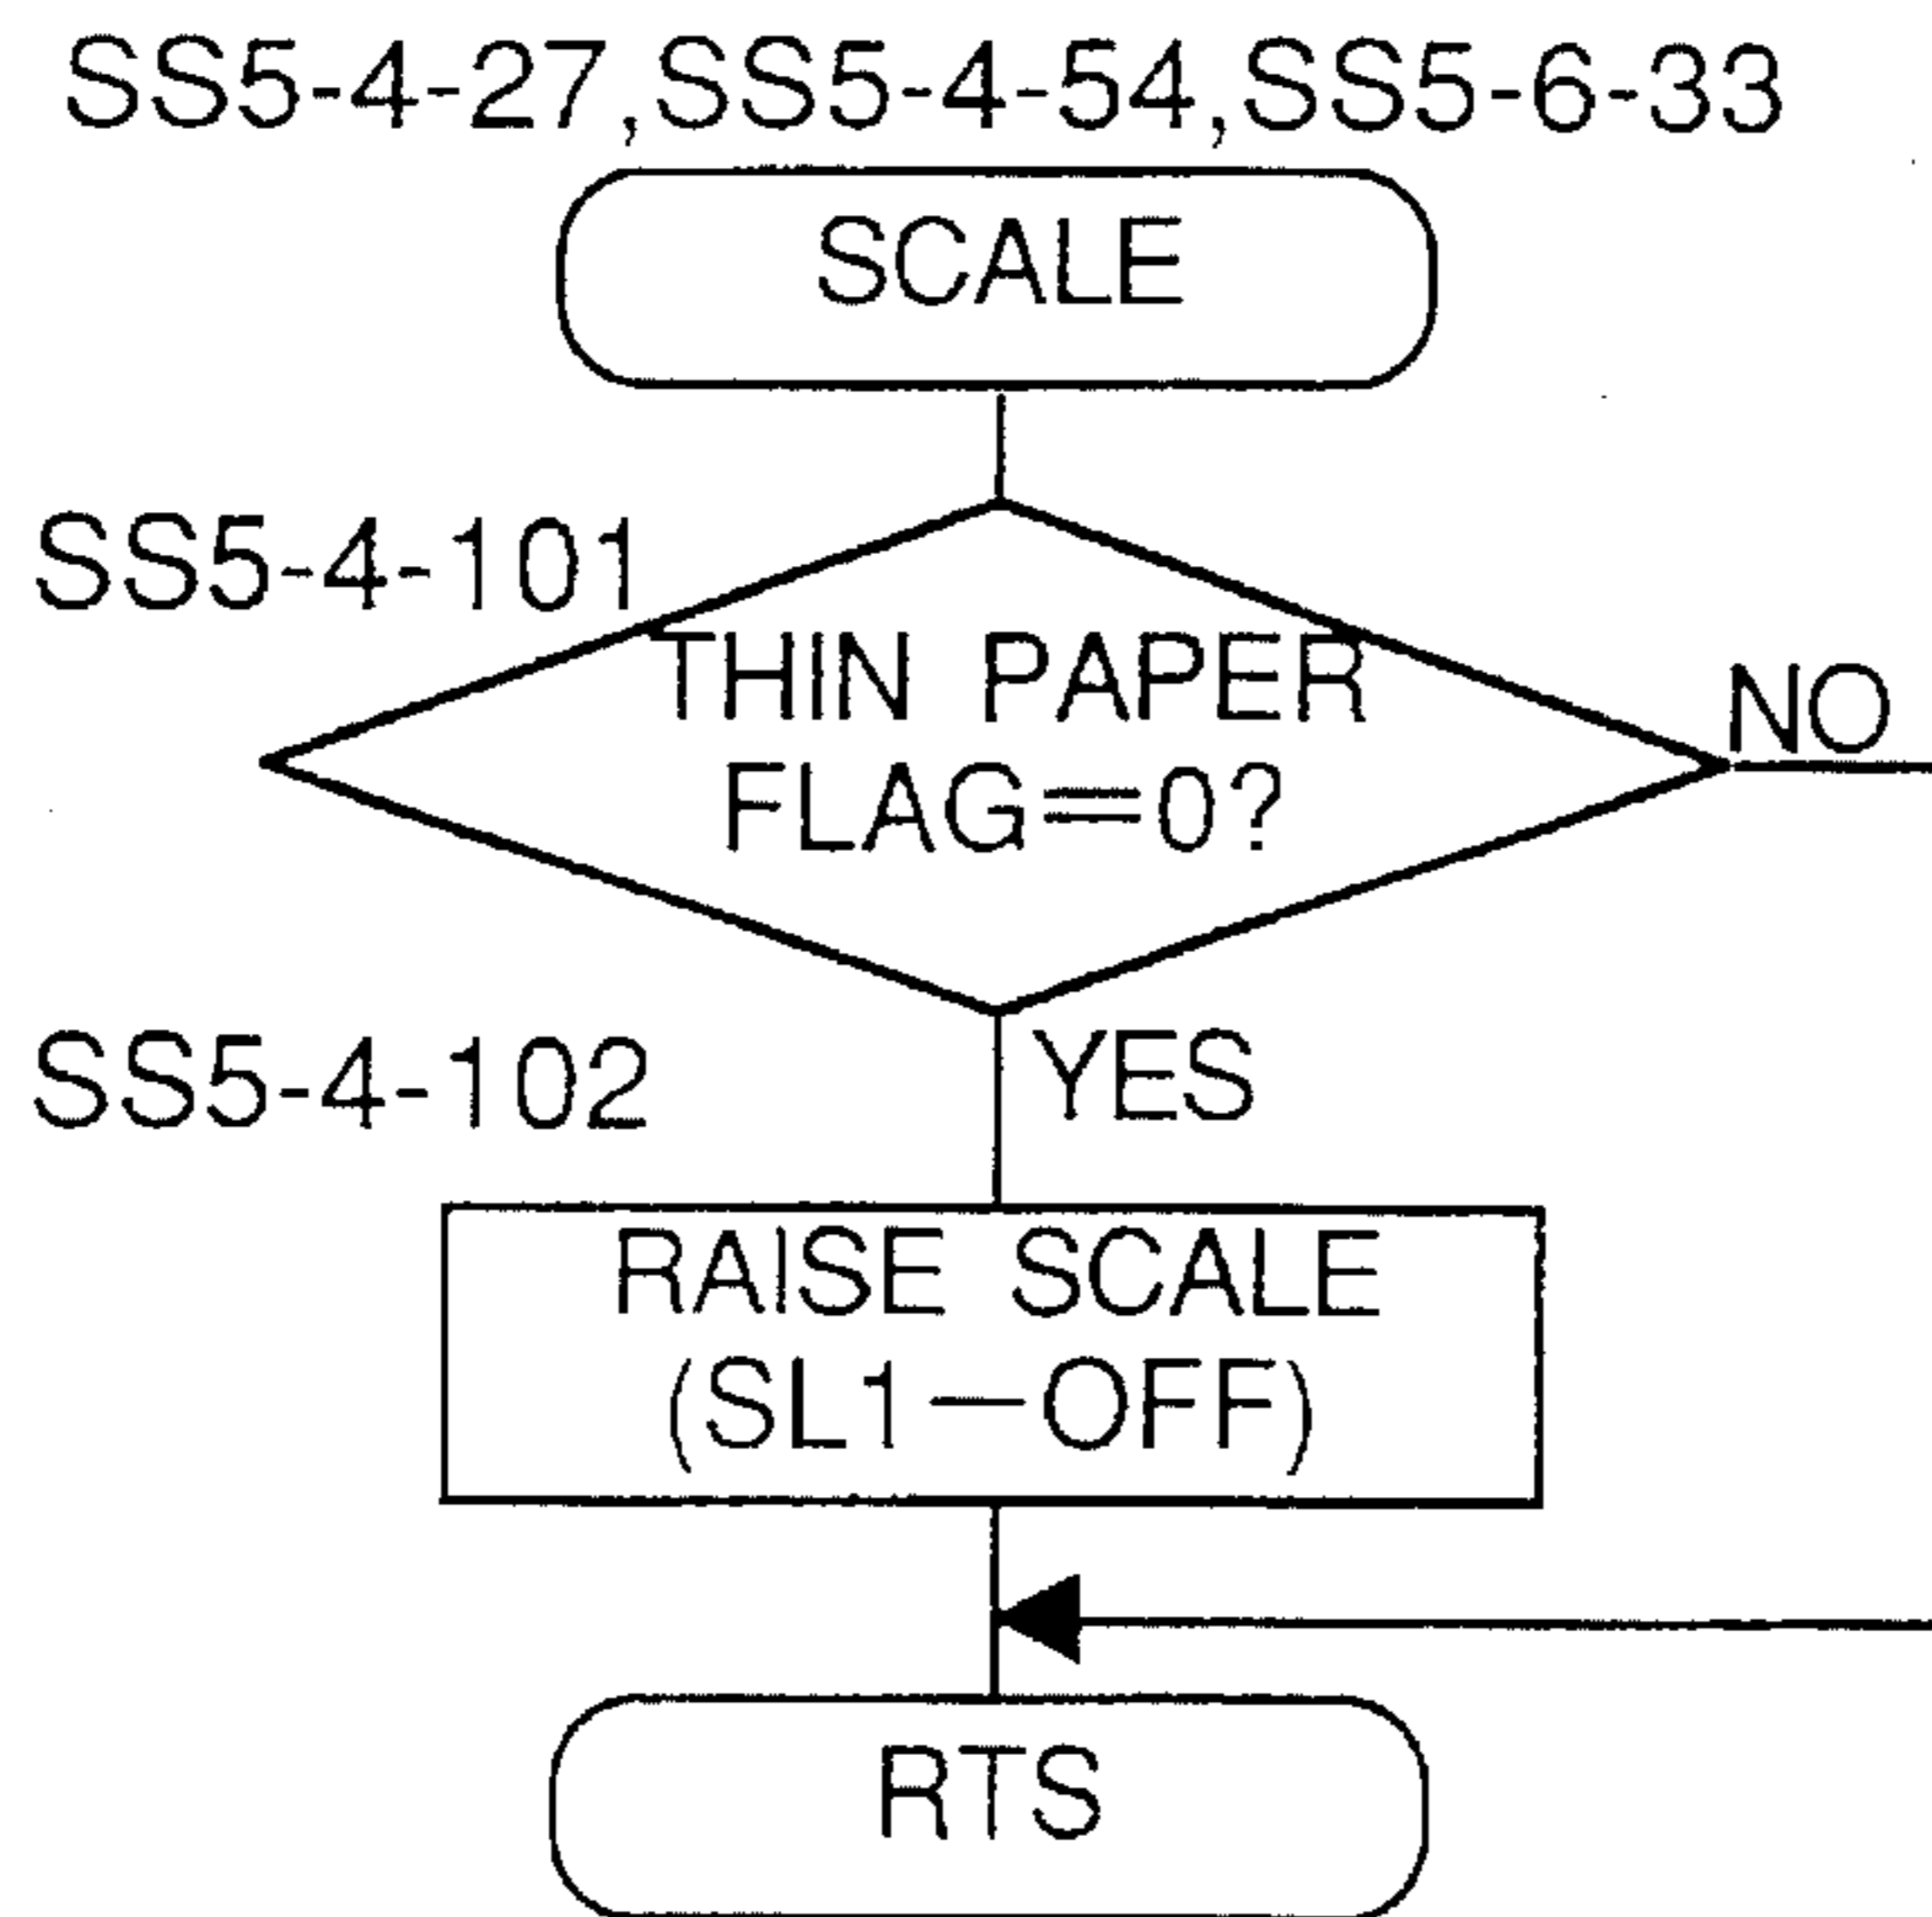 SS5-4-27,SS5-4-54,SS5-6-33
SCALE
SS5-4-101
THIN PAPER
FLAG=0?
NO
SS5-4-102
YES
RAISE SCALE
(SL1—OFF)
RTS